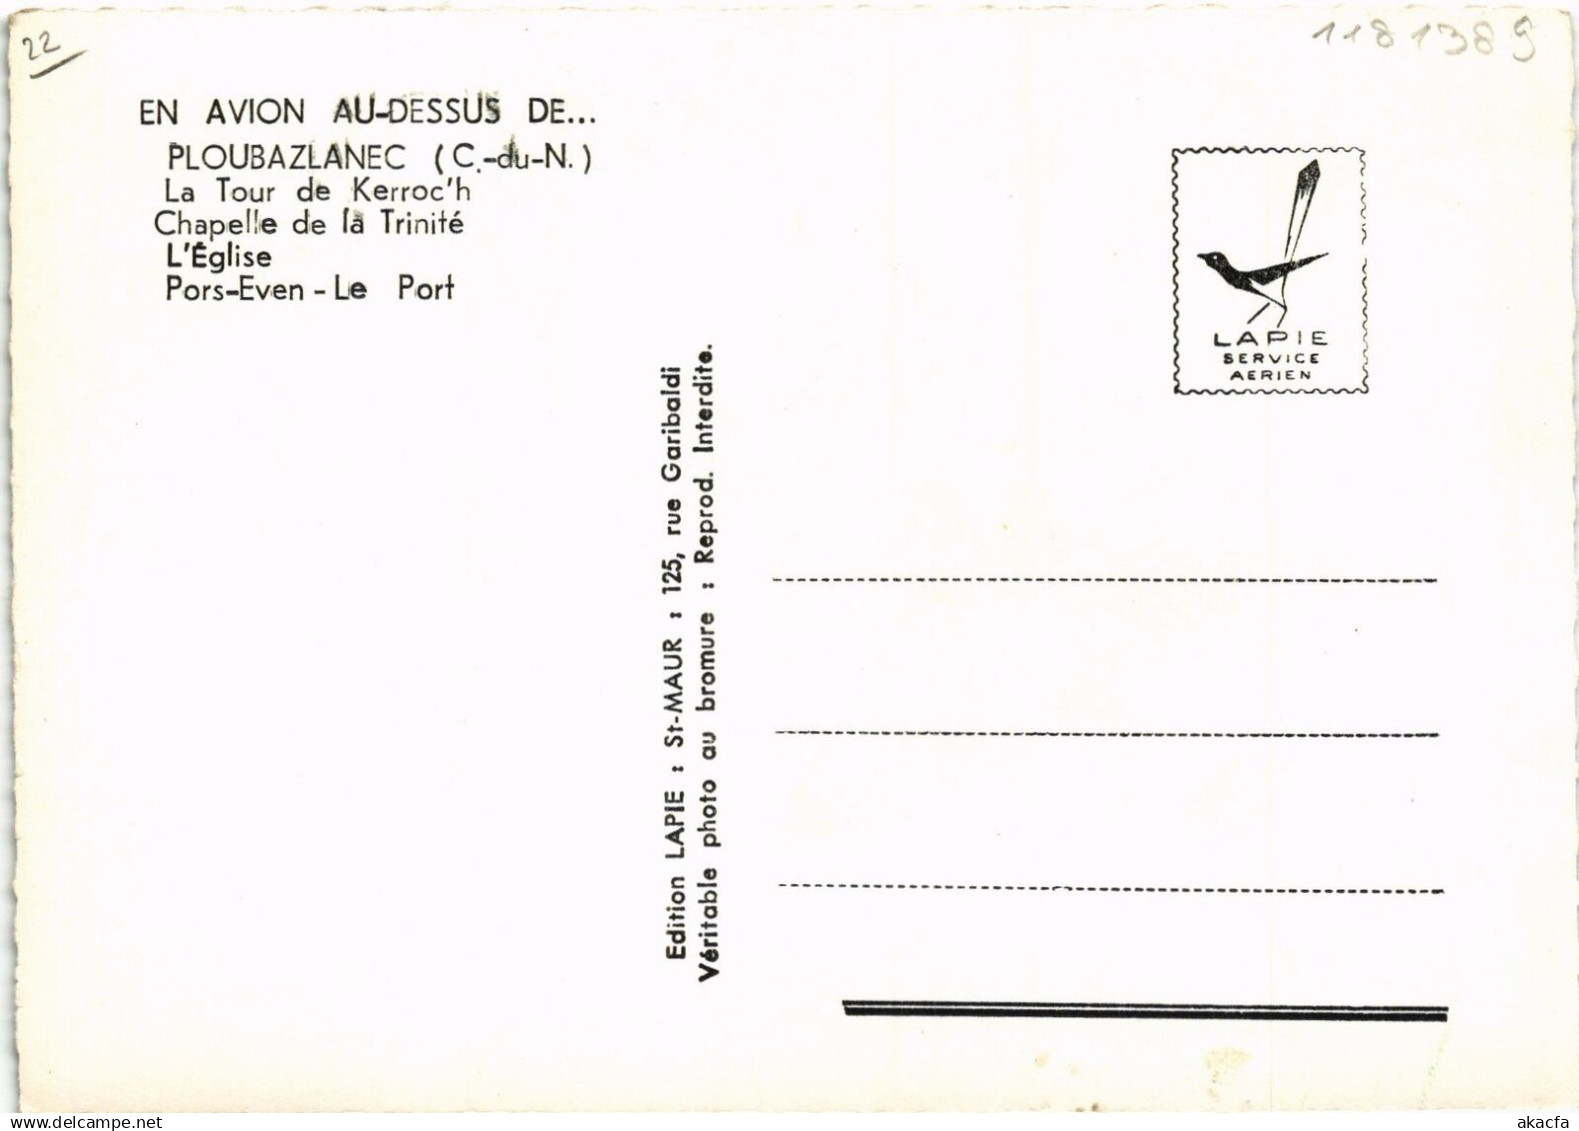 22
1181389
EN AVION AU-DESSUS DE...
PLOUBAZLANEC (C.-du-N.)
La Tour de Kerroc'h
Chapelle de la Trinité
L'Église
Pors-Even - Le Port
LAPIE
SERVICE
AERIEN
Edition LAPIE : St-MAUR : 125, rue Garibaldi
Véritable photo au bromure : Reprod. Interdite.
www.delcampe.net
akacfa